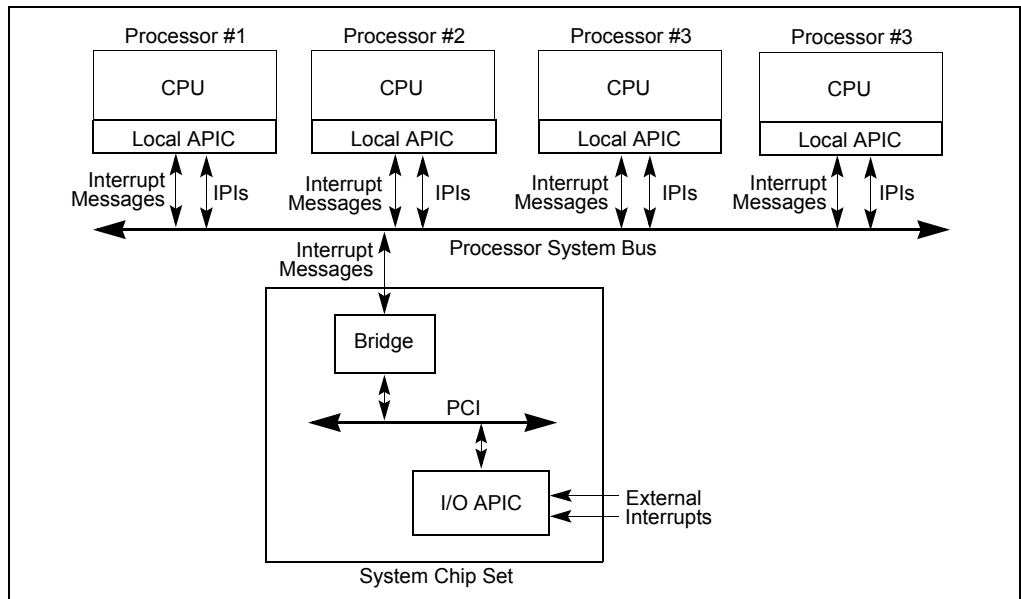 Processor #1
Processor #2
Processor #3
Processor #3
CPU
CPU
CPU
CPU
Local APIC
Local APIC
Local APIC
Local APIC
Interrupt
Messages
IPIs
Interrupt
Messages
IPIs
Interrupt
Messages
IPIs
Interrupt
Messages
IPIs
Processor System Bus
Interrupt
Messages
Bridge
PCI
I/O APIC
External
Interrupts
System Chip Set